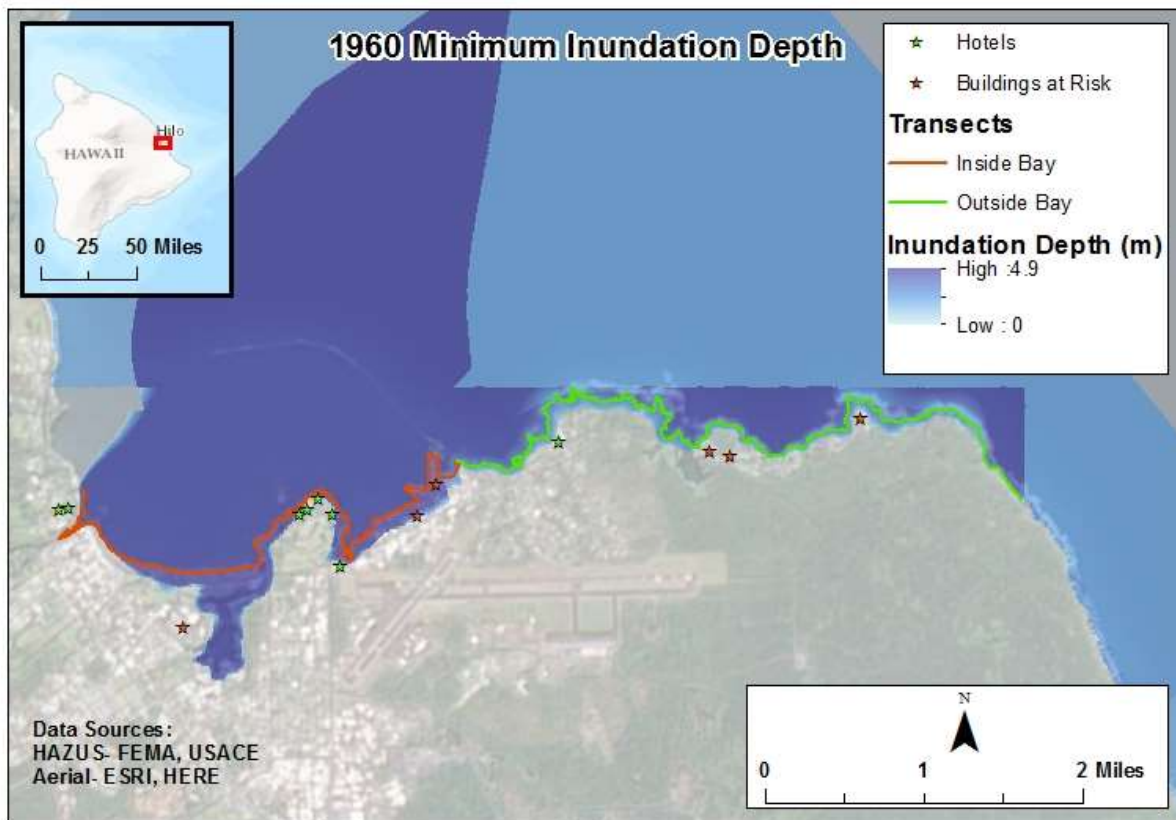 1960 Minimum Inundation Depth
Hilo
HAWAII
0 25 50 Miles
Hotels
Buildings at Risk
Transects
Inside Bay
Outside Bay
Inundation Depth (m)
High :4.9
Low : 0
Data Sources:
HAZUS- FEMA, USACE
Aerial- ESRI, HERE
N
0 1 2 Miles